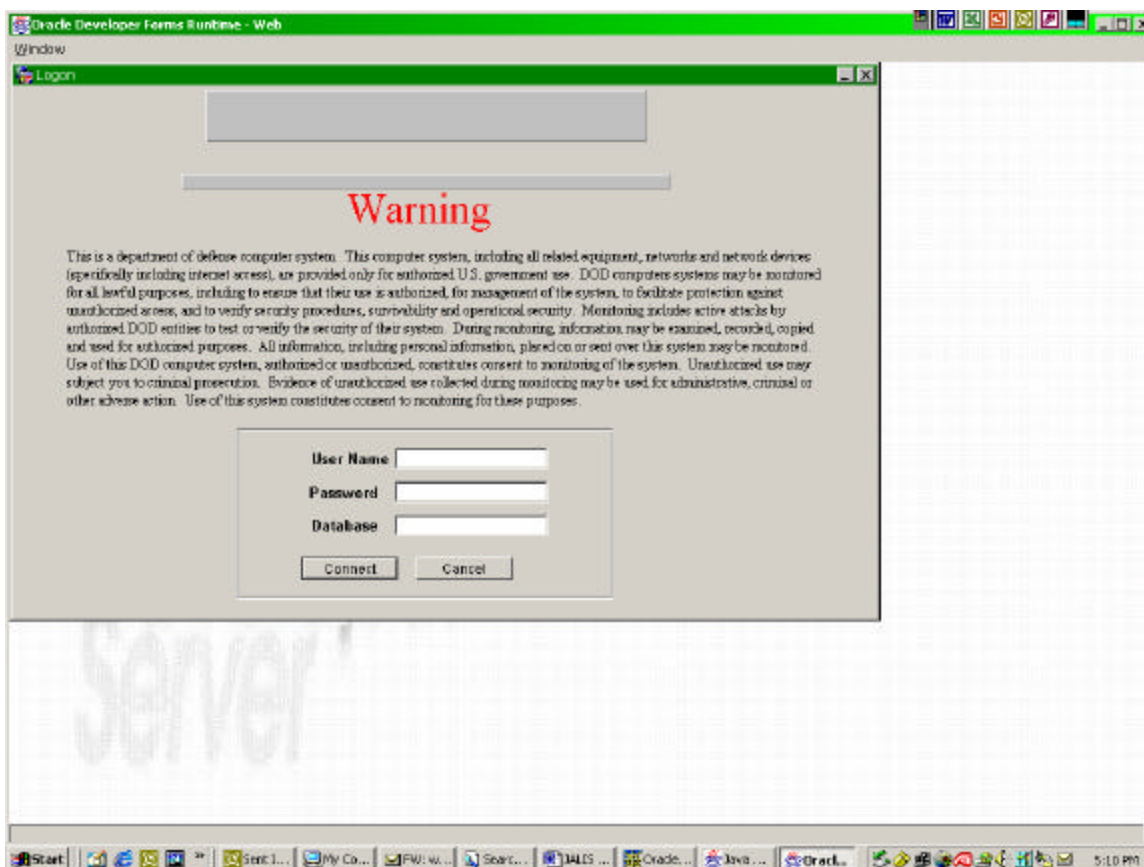 Oracle Developer Forms Runtime - Web
Window
Logon
Warning
This is a department of defense computer system. This computer system, including all related equipment, networks and network devices
(specifically including internet access), are provided only for authorized U.S. government use. DOD computers systems may be monitored
for all lawful purposes, including to ensure that their use is authorized, for management of the system, to facilitate protection against
unauthorized access, and to verify security procedures, survivability and operational security. Monitoring includes active attacks by
authorized DOD entities to test or verify the security of their system. During monitoring, information may be examined, recorded, copied
and used for authorized purposes. All information, including personal information, placed on or sent over this system may be monitored.
Use of this DOD computer system, authorized or unauthorized, constitutes consent to monitoring of the system. Unauthorized use may
subject you to criminal prosecution. Evidence of unauthorized use collected during monitoring may be used for administrative, criminal or
other adverse action. Use of this system constitutes consent to monitoring for these purposes.
User Name
Password
Database
Connect Cancel
Server
Start Sent I... My Co... FW: w... Searc... JALIS ... Oracle... Java ... Oracl... 5:10 PM